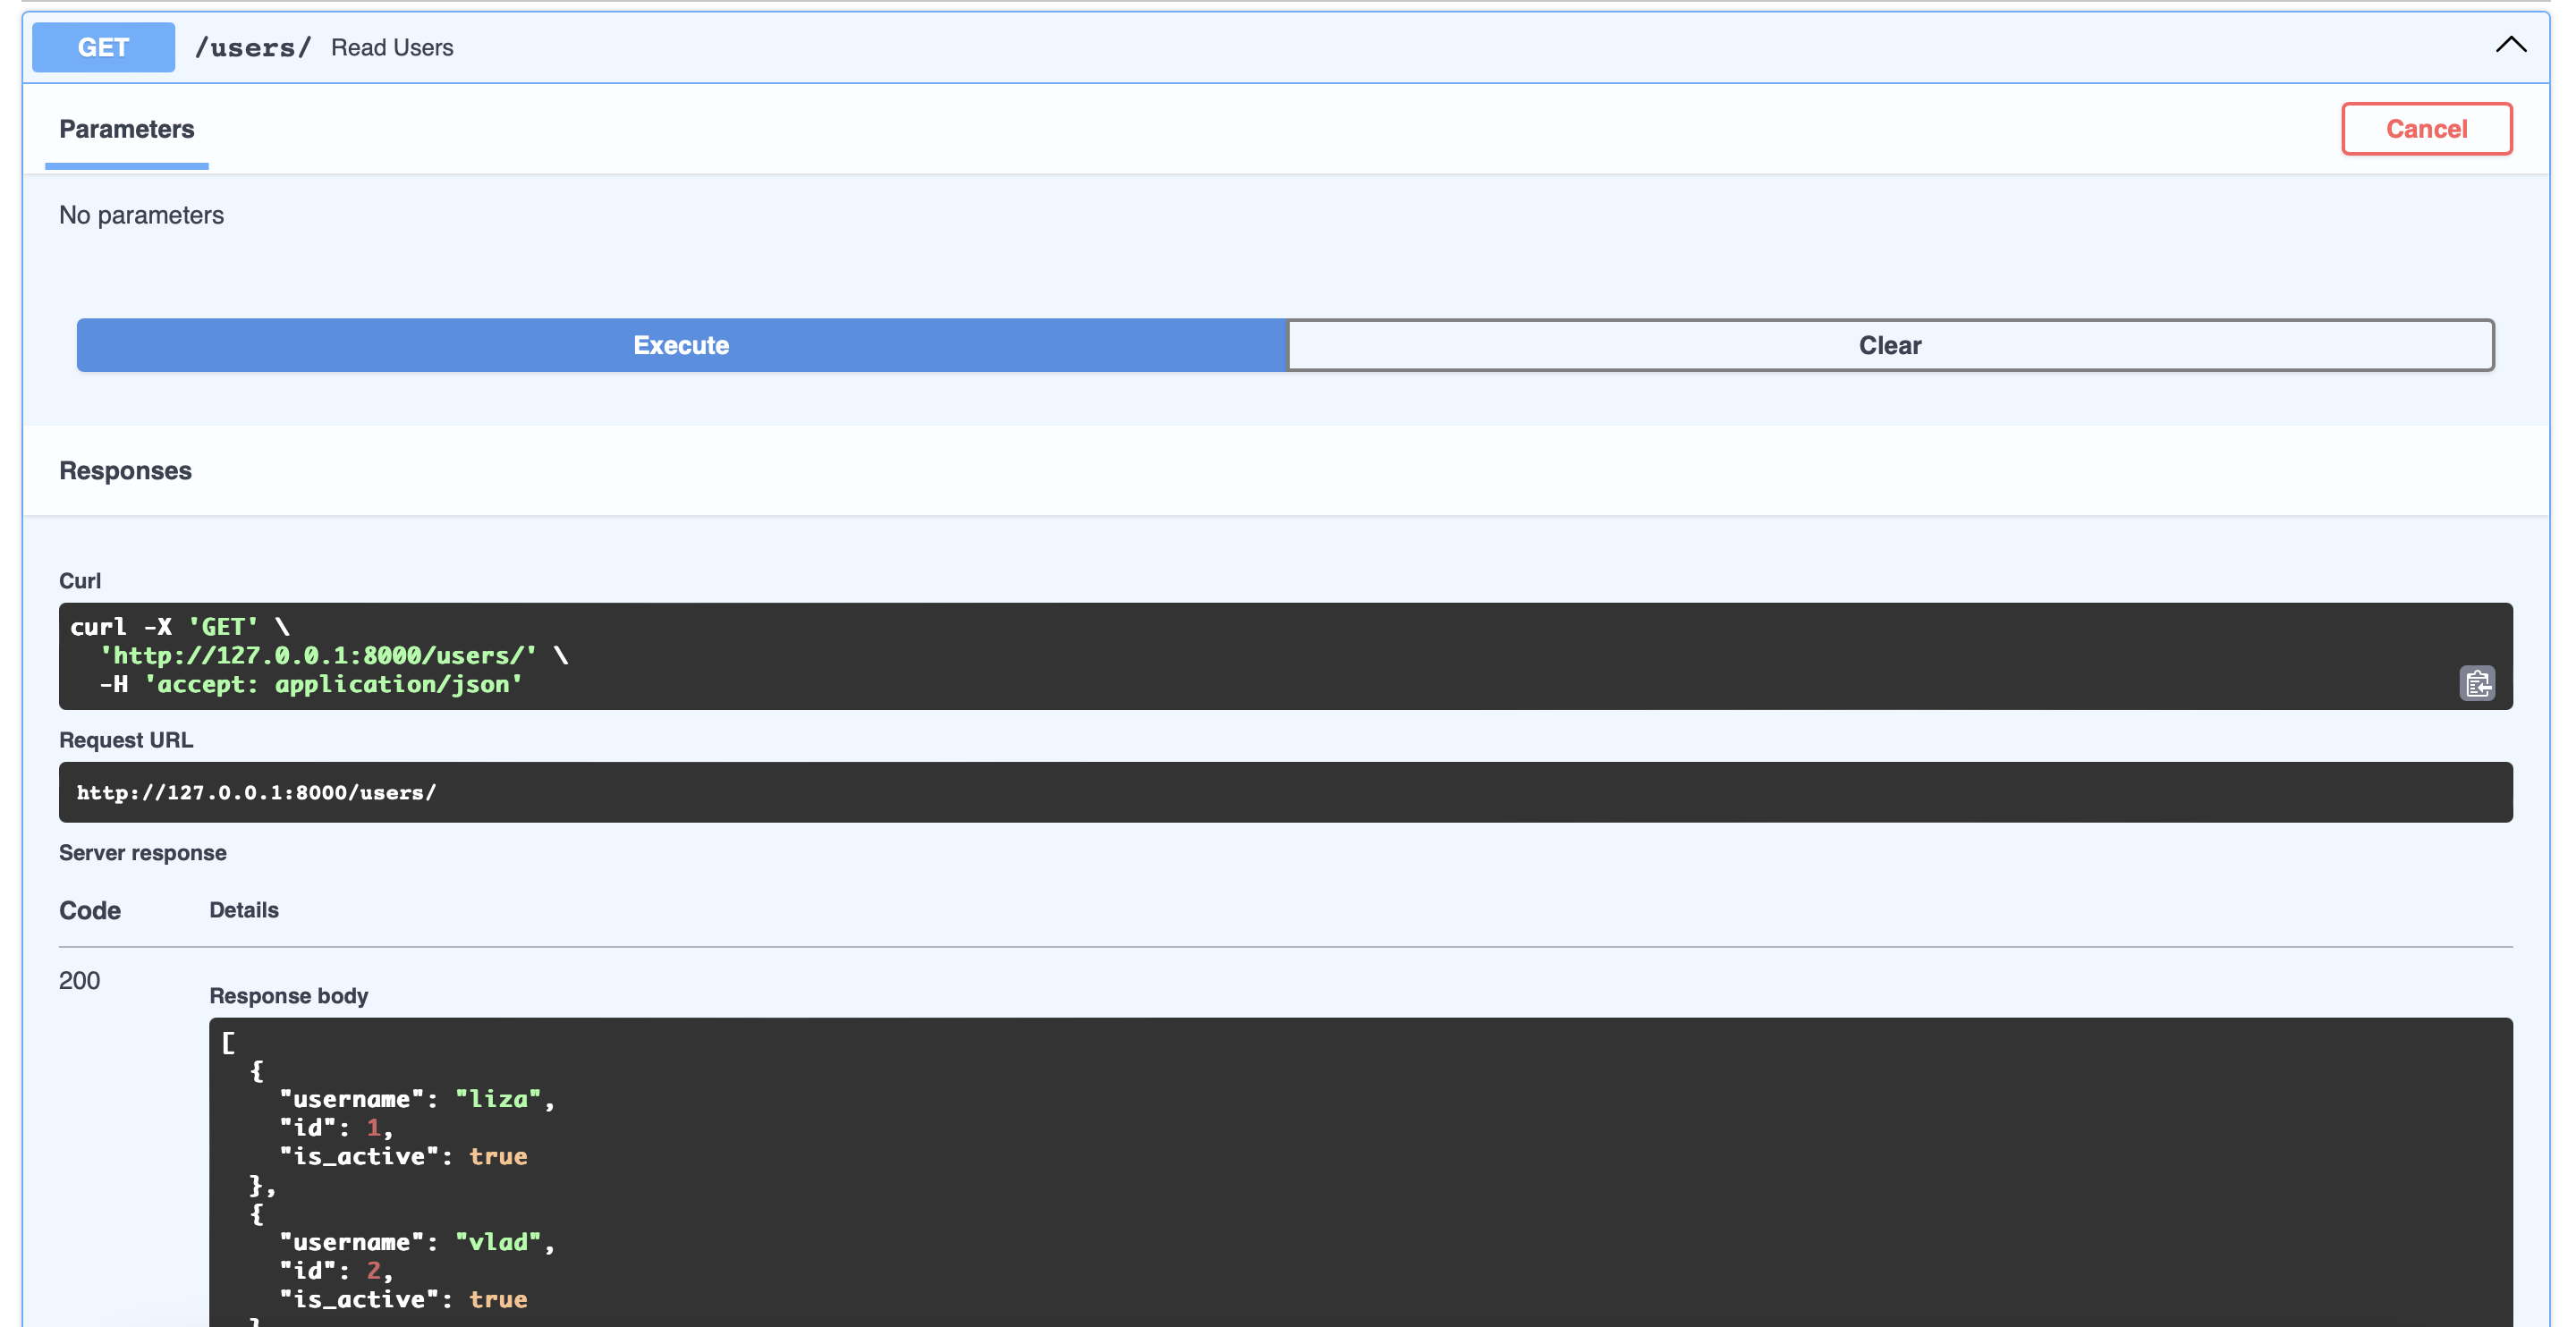 GET /users/ Read Users
Parameters
Cancel
No parameters
Execute
Clear
Responses
Curl
curl -X 'GET' \
  'http://127.0.0.1:8000/users/' \
  -H 'accept: application/json'
Request URL
http://127.0.0.1:8000/users/
Server response
Code Details
200
Response body
[
  {
    "username": "liza",
    "id": 1,
    "is_active": true
  },
  {
    "username": "vlad",
    "id": 2,
    "is_active": true
  }